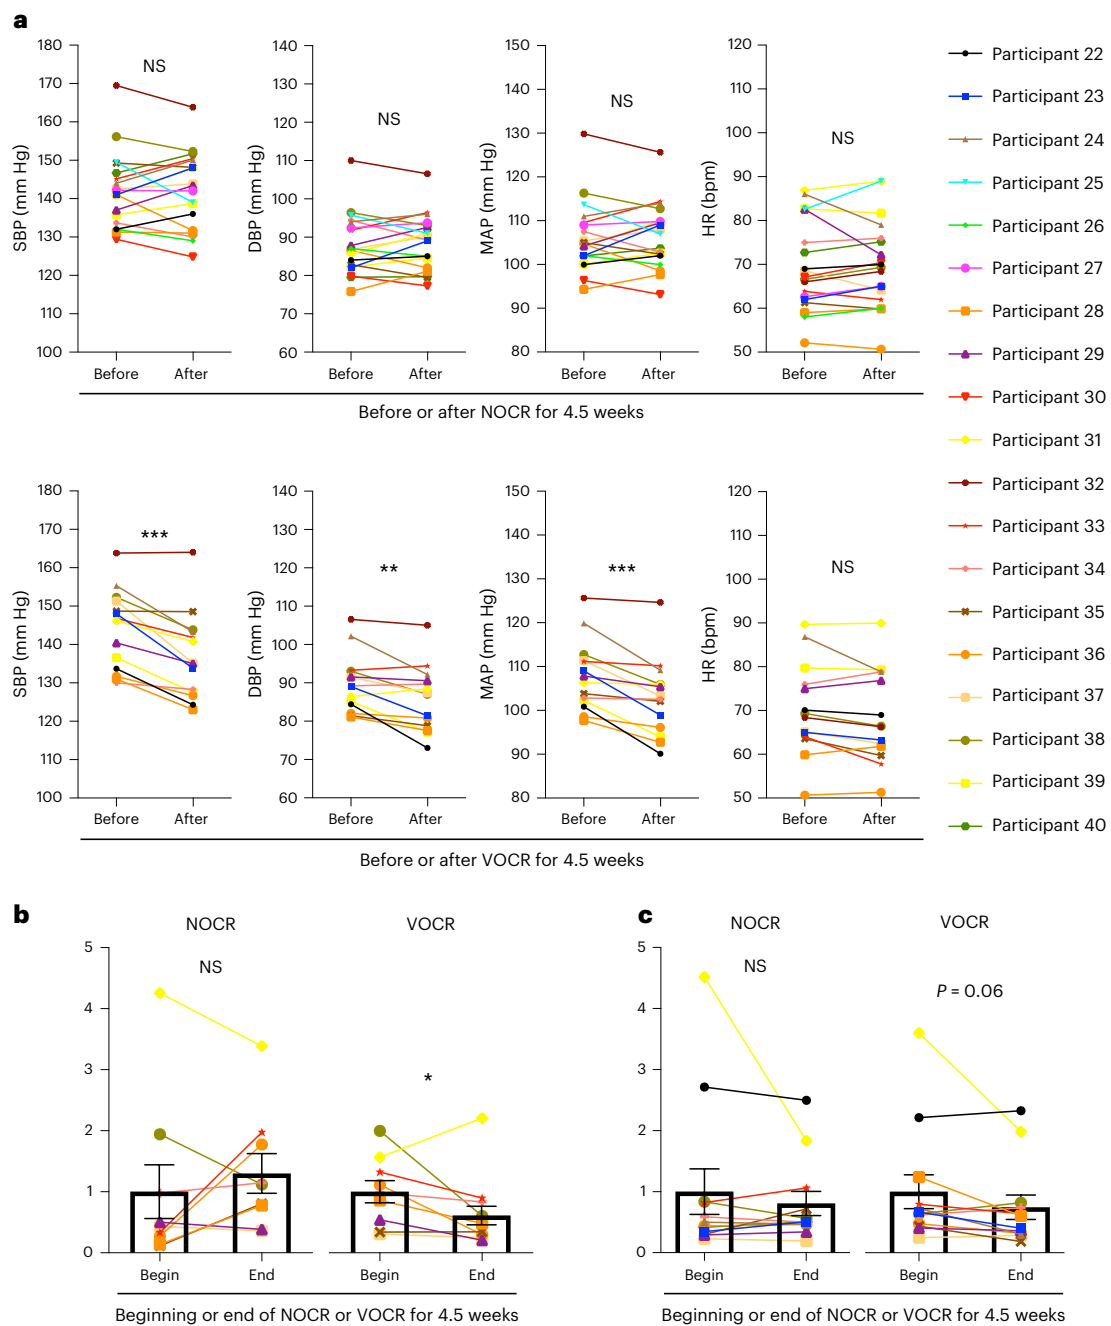 a
180
170
160
150
140
130
120
110
100
SBP (mm Hg)
NS
Before After
140
130
120
110
100
90
80
70
60
DBP (mm Hg)
NS
Before After
150
140
130
120
110
100
90
80
MAP (mm Hg)
NS
Before After
120
110
100
90
80
70
60
50
HR (bpm)
NS
Before After
Before or after NOCR for 4.5 weeks
Participant 22
Participant 23
Participant 24
Participant 25
Participant 26
Participant 27
Participant 28
Participant 29
Participant 30
Participant 31
Participant 32
Participant 33
Participant 34
Participant 35
Participant 36
Participant 37
Participant 38
Participant 39
Participant 40
180
170
160
150
140
130
120
110
100
SBP (mm Hg)
***
Before After
140
130
120
110
100
90
80
70
60
DBP (mm Hg)
**
Before After
150
140
130
120
110
100
90
80
MAP (mm Hg)
***
Before After
120
110
100
90
80
70
60
50
HR (bpm)
NS
Before After
Before or after VOCR for 4.5 weeks
b
NOCR VOCR
5
4
3
2
1
0
NS
*
Begin End Begin End
Beginning or end of NOCR or VOCR for 4.5 weeks
c
NOCR VOCR
5
4
3
2
1
0
NS
P = 0.06
Begin End Begin End
Beginning or end of NOCR or VOCR for 4.5 weeks